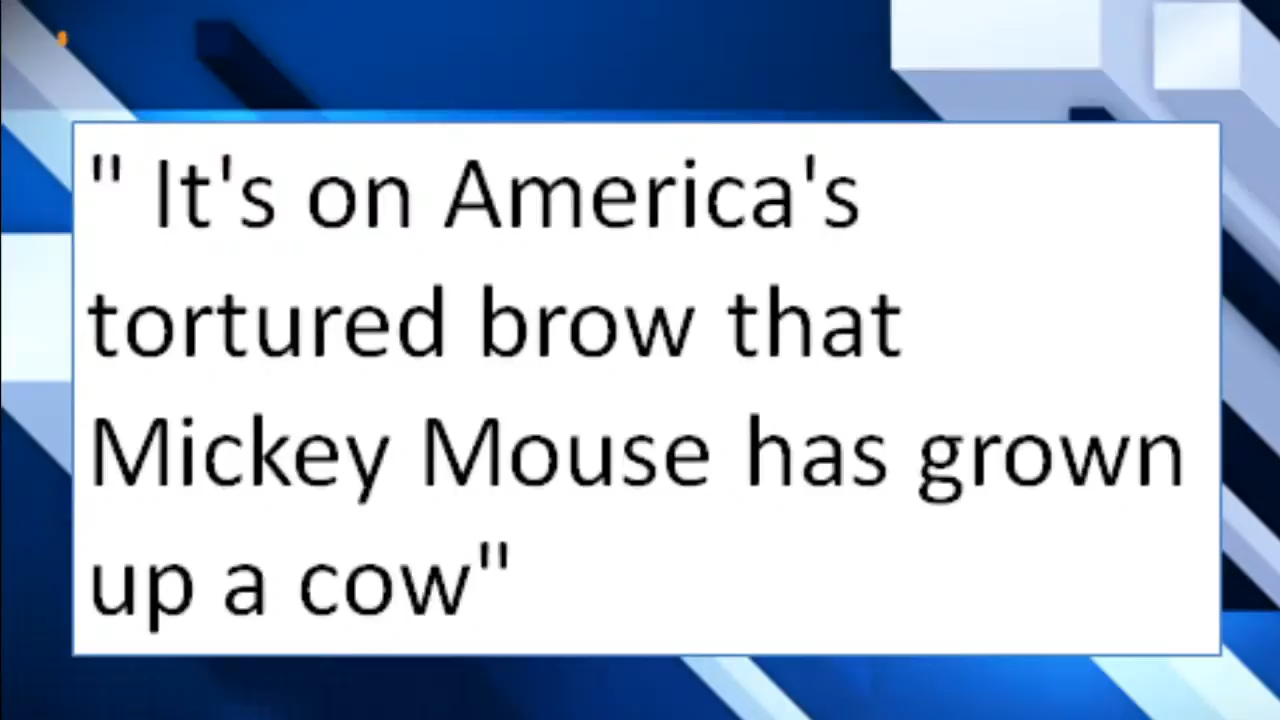 " It's on America's
tortured brow that
Mickey Mouse has grown
up a cow"